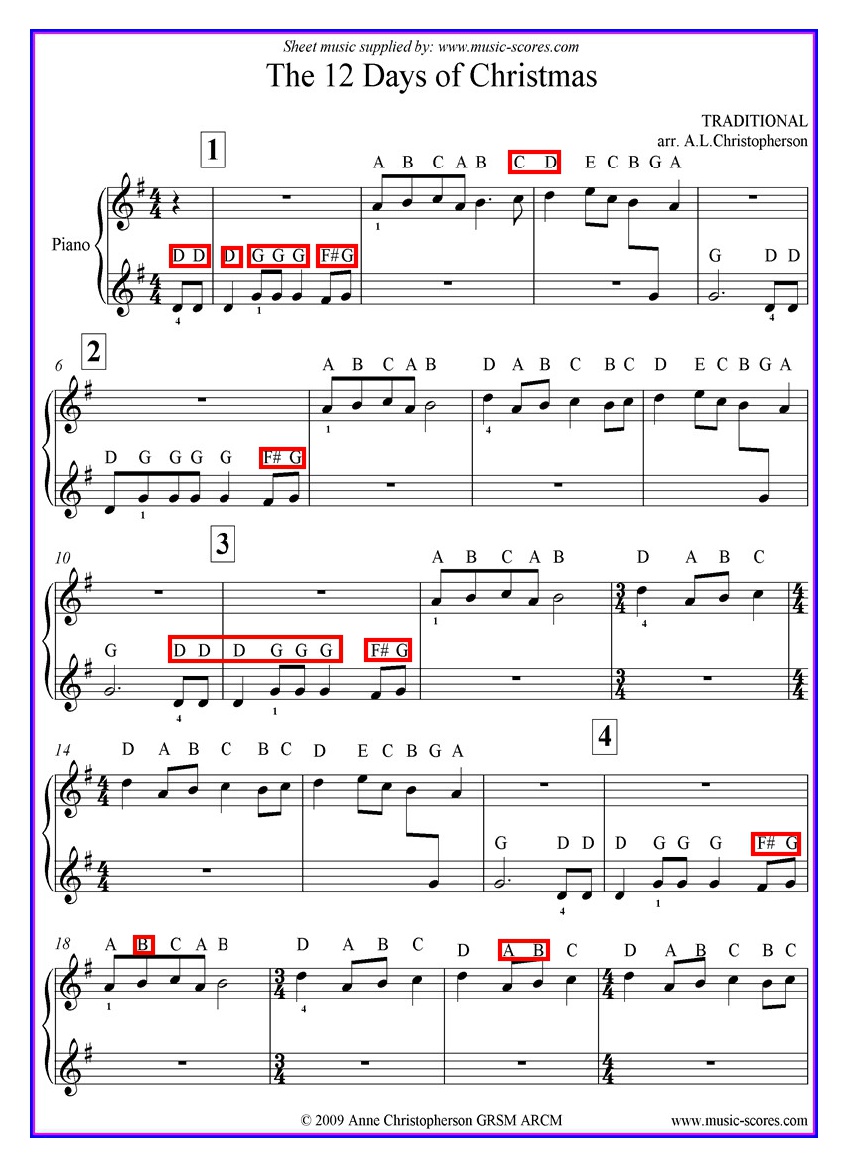 Sheet music supplied by: www.music-scores.com
The 12 Days of Christmas
TRADITIONAL
arr. A.L.Christopherson
1
A B C A B C D E C B G A
1
Piano
D D D G G G F# G G D D
4 1 4
6 2
A B C A B D A B C B C D E C B G A
1 4
D G G G G F# G
1
10 3
A B C A B D A B C
1 4
G D D D G G G F# G
4 1
14 4
D A B C B C D E C B G A
G D D D G G G F# G
4 1
18
A B C A B D A B C D A B C D A B C B C
1 4
© 2009 Anne Christopherson GRSM ARCM www.music-scores.com